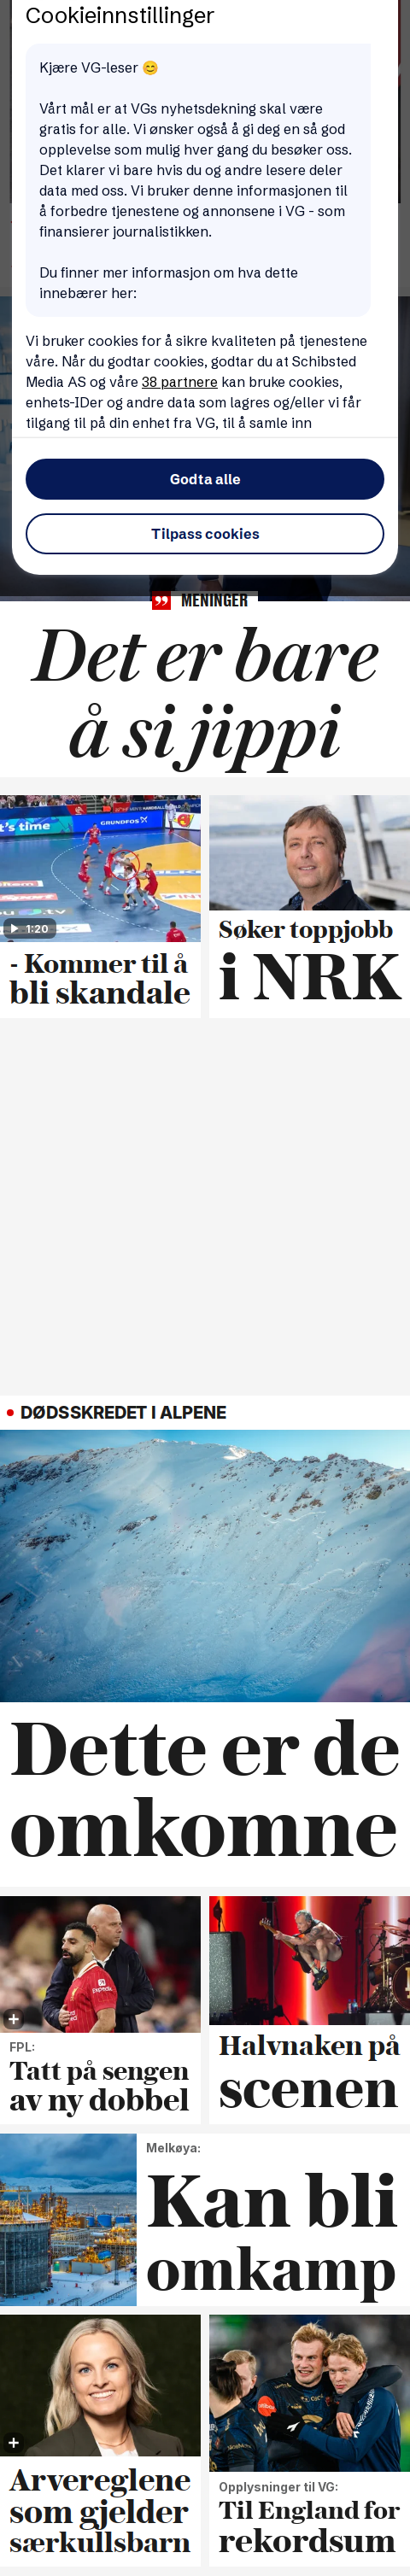 Cookieinnstillinger
Kjære VG-leser 😊
Vårt mål er at VGs nyhetsdekning skal være
gratis for alle. Vi ønsker også å gi deg en så god
opplevelse som mulig hver gang du besøker oss.
Det klarer vi bare hvis du og andre lesere deler
data med oss. Vi bruker denne informasjonen til
å forbedre tjenestene og annonsene i VG - som
finansierer journalistikken.
Du finner mer informasjon om hva dette
innebærer her:
Vi bruker cookies for å sikre kvaliteten på tjenestene
våre. Når du godtar cookies, godtar du at Schibsted
Media AS og våre 38 partnere kan bruke cookies,
enhets-IDer og andre data som lagres og/eller vi får
tilgang til på din enhet fra VG, til å samle inn
Godta alle
Tilpass cookies
MENINGER
Det er bare
å si jippi
GRUNDFOS
1:20
- Kommer til å
bli skandale
Søker toppjobb
i NRK
DØDSSKREDET I ALPENE
Dette er de
omkomne
FPL:
Tatt på sengen
av ny dobbel
Halvnaken på
scenen
Melkøya:
Kan bli
omkamp
Arvereglene
som gjelder
særkullsbarn
Opplysninger til VG:
Til England for
rekordsum